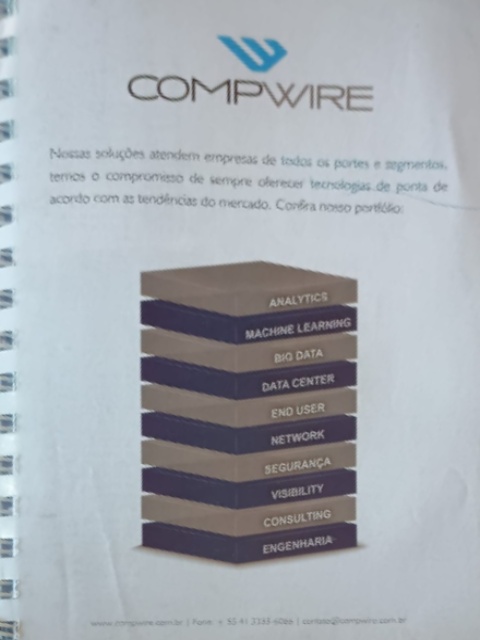 COMPWIRE
Nossas soluções atendem empresas de todos os portes e segmentos,
temos o compromisso de sempre oferecer tecnologias de ponta de
acordo com as tendências do mercado. Confira nosso portfólio:
ANALYTICS
MACHINE LEARNING
BIG DATA
DATA CENTER
END USER
NETWORK
SEGURANÇA
VISIBILITY
CONSULTING
ENGENHARIA
www.compwire.com.br | Fone: + 55 41 | contato@compwire.com.br